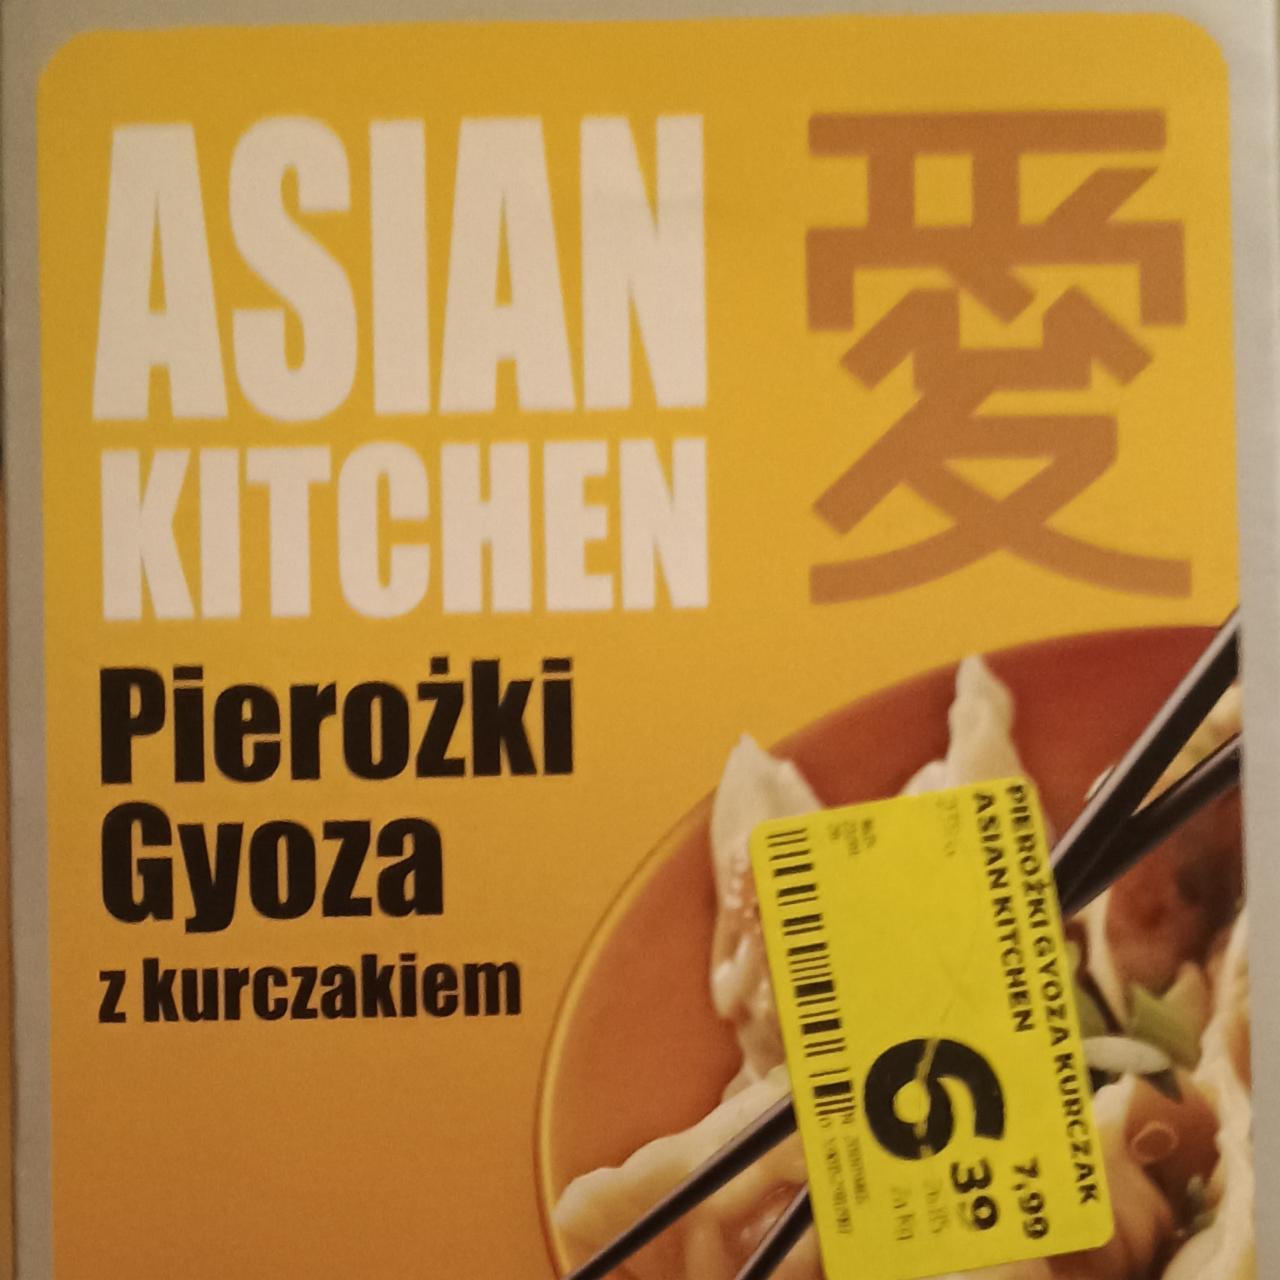 ASIAN
KITCHEN
愛
Pierożki
Gyoza
z kurczakiem
PIEROŻKI GYOZA KURCZAK
ASIAN KITCHEN
7,99
6
39